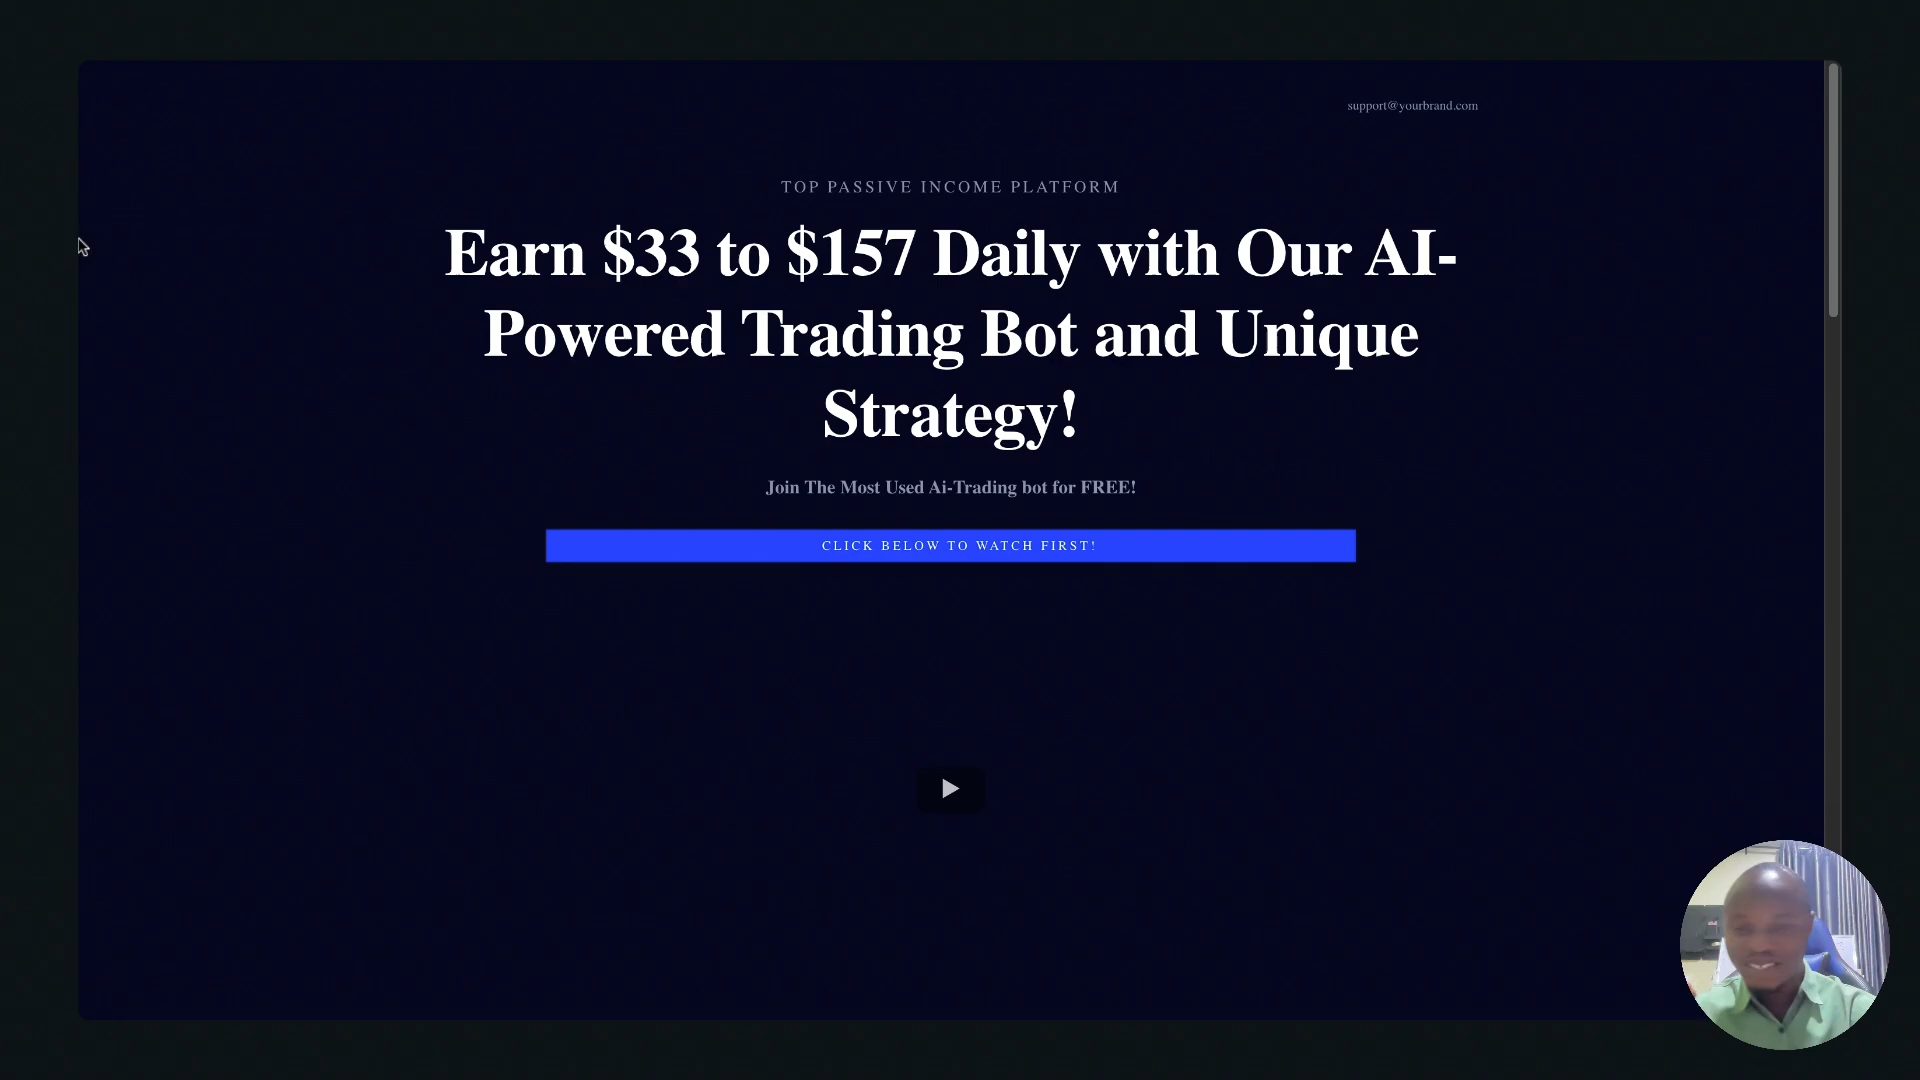 support@yourbrand.com
TOP PASSIVE INCOME PLATFORM
Earn $33 to $157 Daily with Our AI-
Powered Trading Bot and Unique
Strategy!
Join The Most Used Ai-Trading bot for FREE!
CLICK BELOW TO WATCH FIRST!